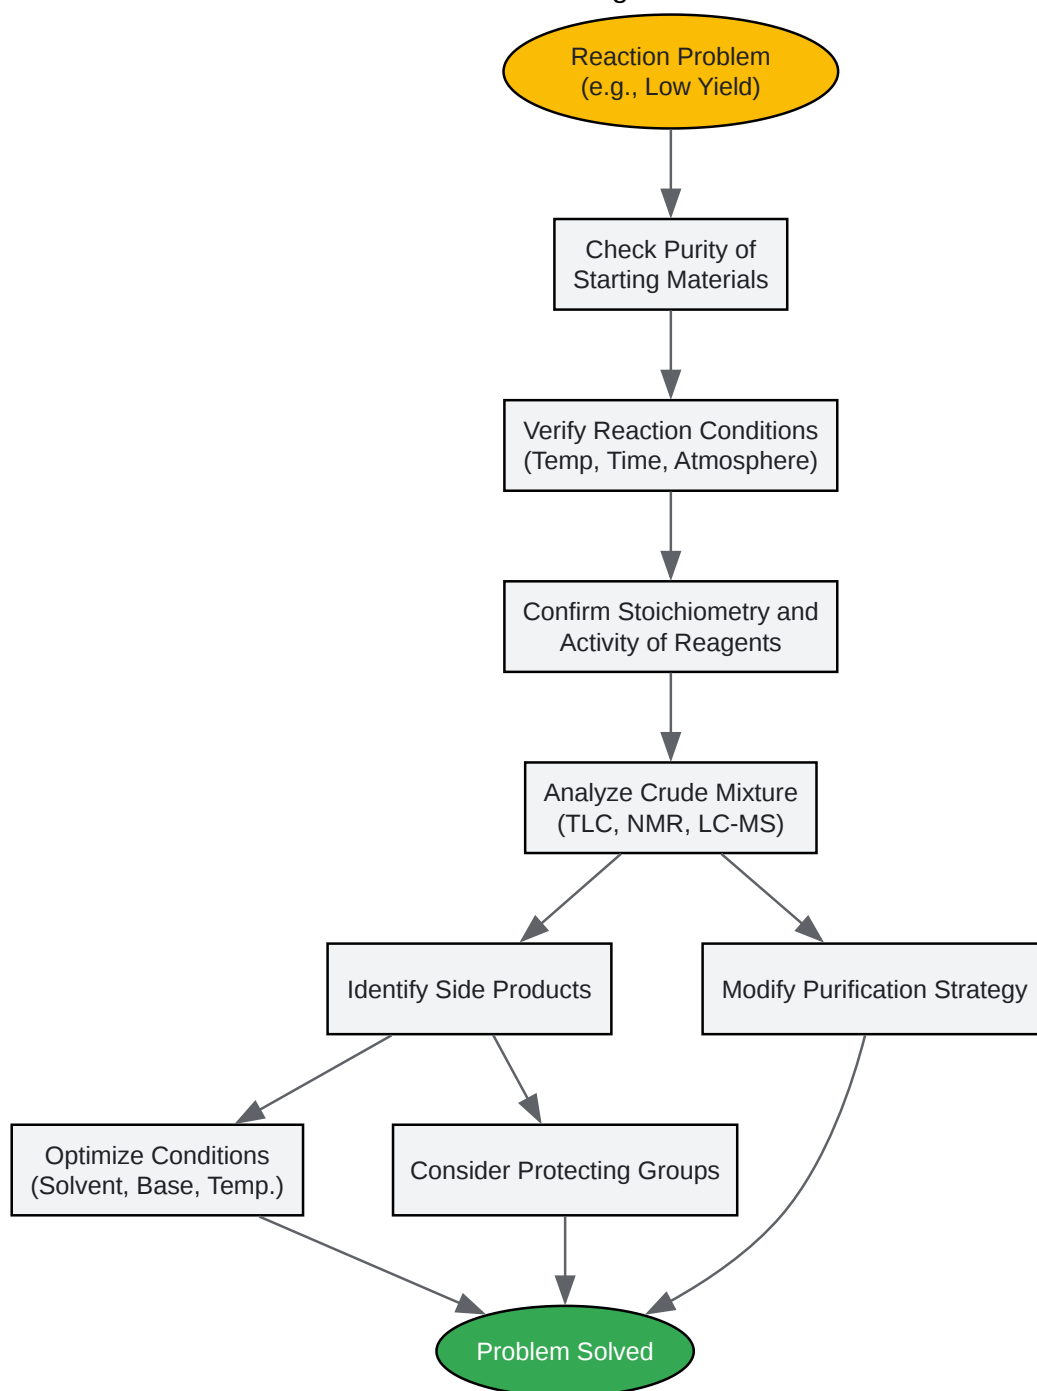 Reaction Problem
(e.g., Low Yield)
Check Purity of
Starting Materials
Verify Reaction Conditions
(Temp, Time, Atmosphere)
Confirm Stoichiometry and
Activity of Reagents
Analyze Crude Mixture
(TLC, NMR, LC-MS)
Identify Side Products
Modify Purification Strategy
Optimize Conditions
(Solvent, Base, Temp.)
Consider Protecting Groups
Problem Solved